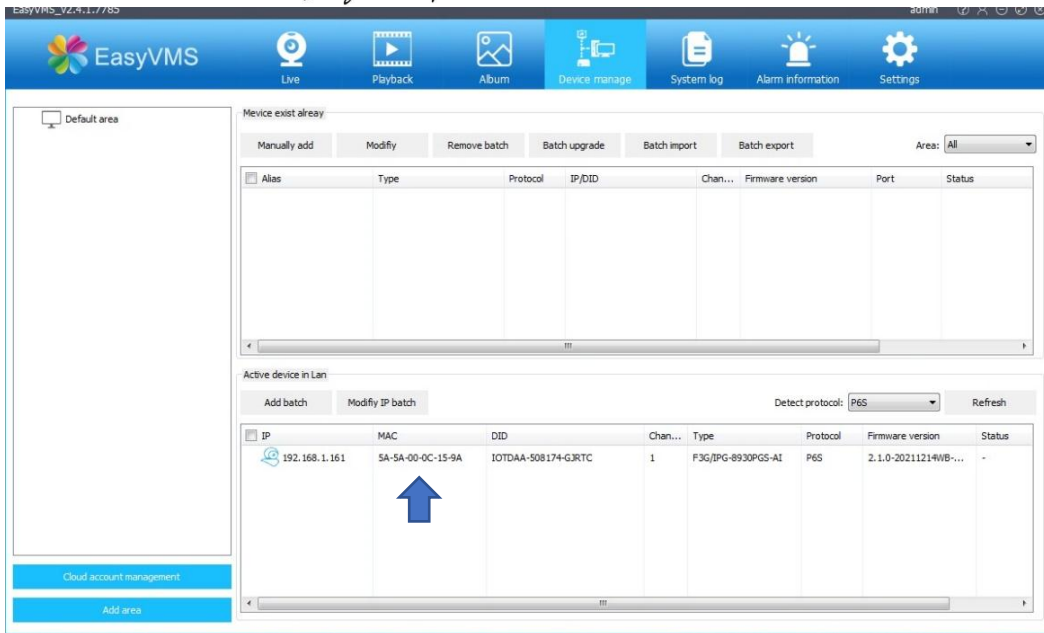 EasyVMS_V2.4.1.7785 admin
EasyVMS
Live Playback Album Device manage System log Alarm information Settings
Default area
Mevice exist alreay
Manually add Modifiy Remove batch Batch upgrade Batch import Batch export Area: All
Alias Type Protocol IP/DID Chan... Firmware version Port Status
Active device in Lan
Add batch Modifiy IP batch Detect protocol: P6S Refresh
IP MAC DID Chan... Type Protocol Firmware version Status
192.168.1.161 5A-5A-00-0C-15-9A IOTDAA-508174-GJRTC 1 F3G/IPG-8930PGS-AI P6S 2.1.0-20211214WB-... -
Cloud account management
Add area